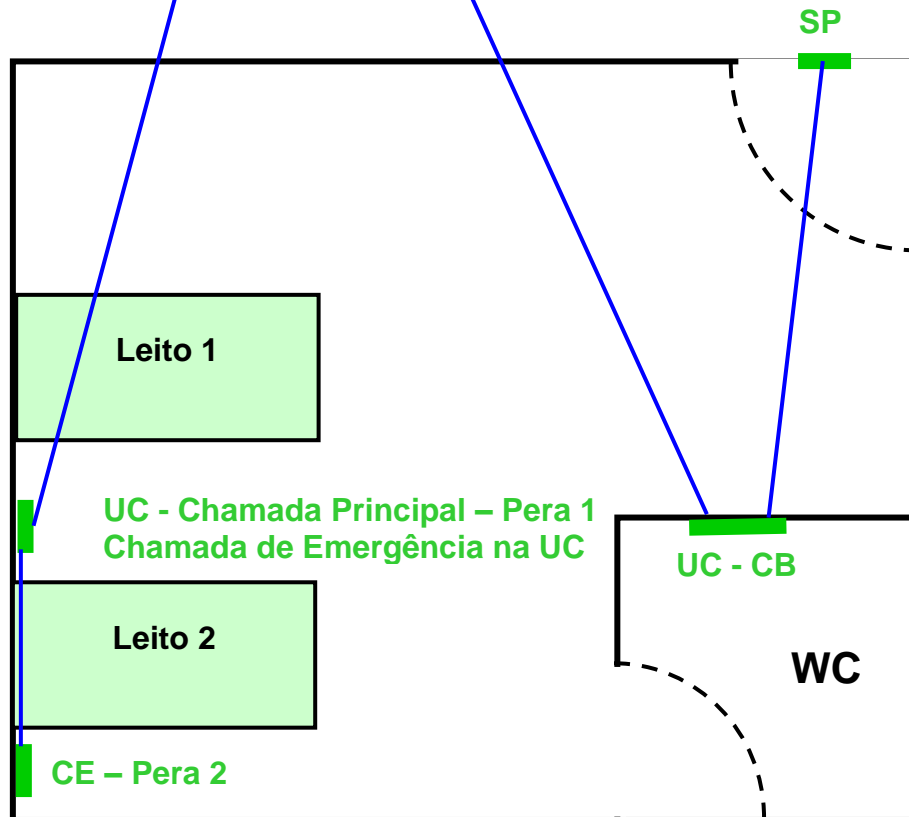 SP
Leito 1
UC - Chamada Principal – Pera 1
Chamada de Emergência na UC
UC - CB
Leito 2
WC
CE – Pera 2